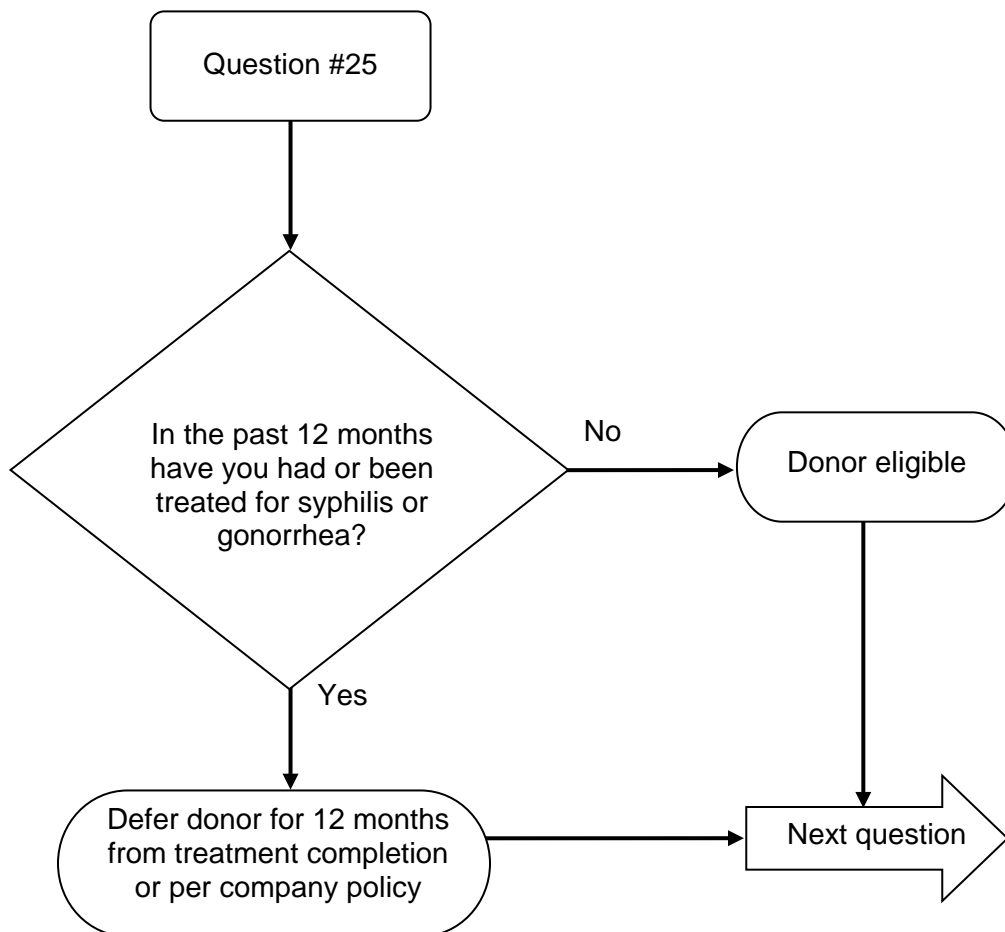 Question #25
In the past 12 months
have you had or been
treated for syphilis or
gonorrhea?
No
Donor eligible
Yes
Defer donor for 12 months
from treatment completion
or per company policy
Next question